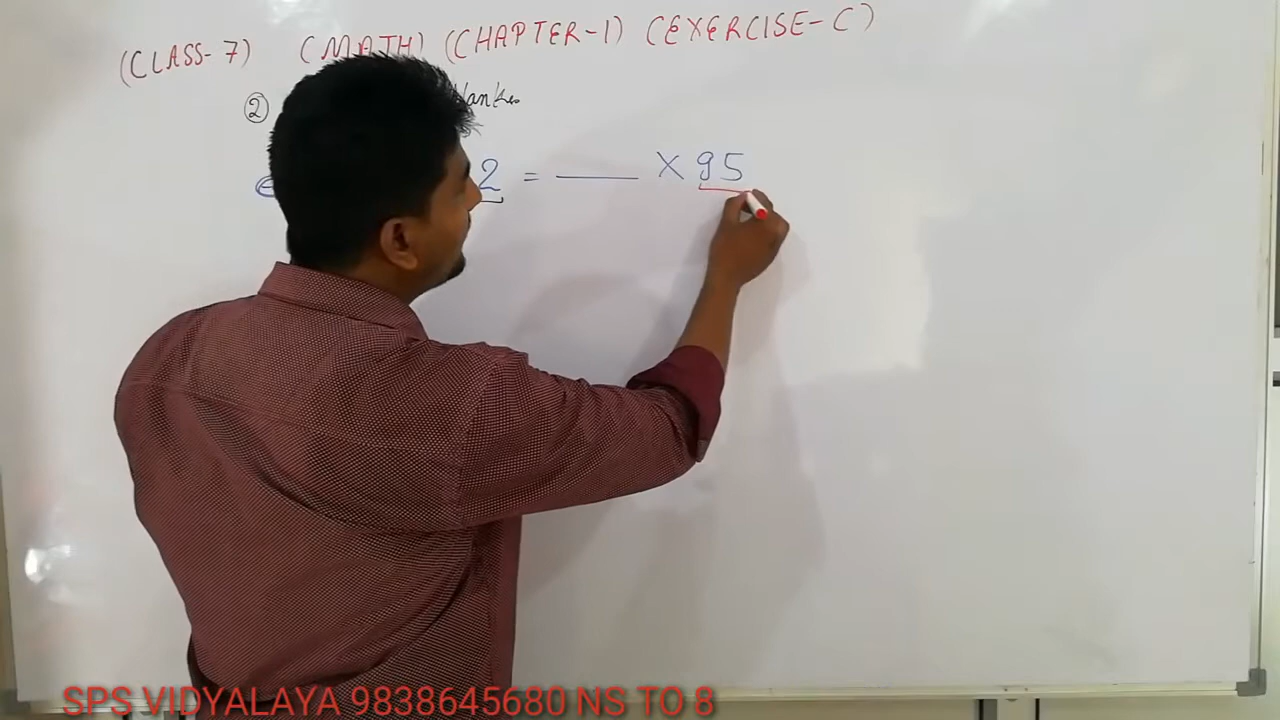 (CLASS-7) (MATH) (CHAPTER-1) (EXERCISE-C)
②
2 = ____ × 95
SPS VIDYALAYA 9838645680 NS TO 8